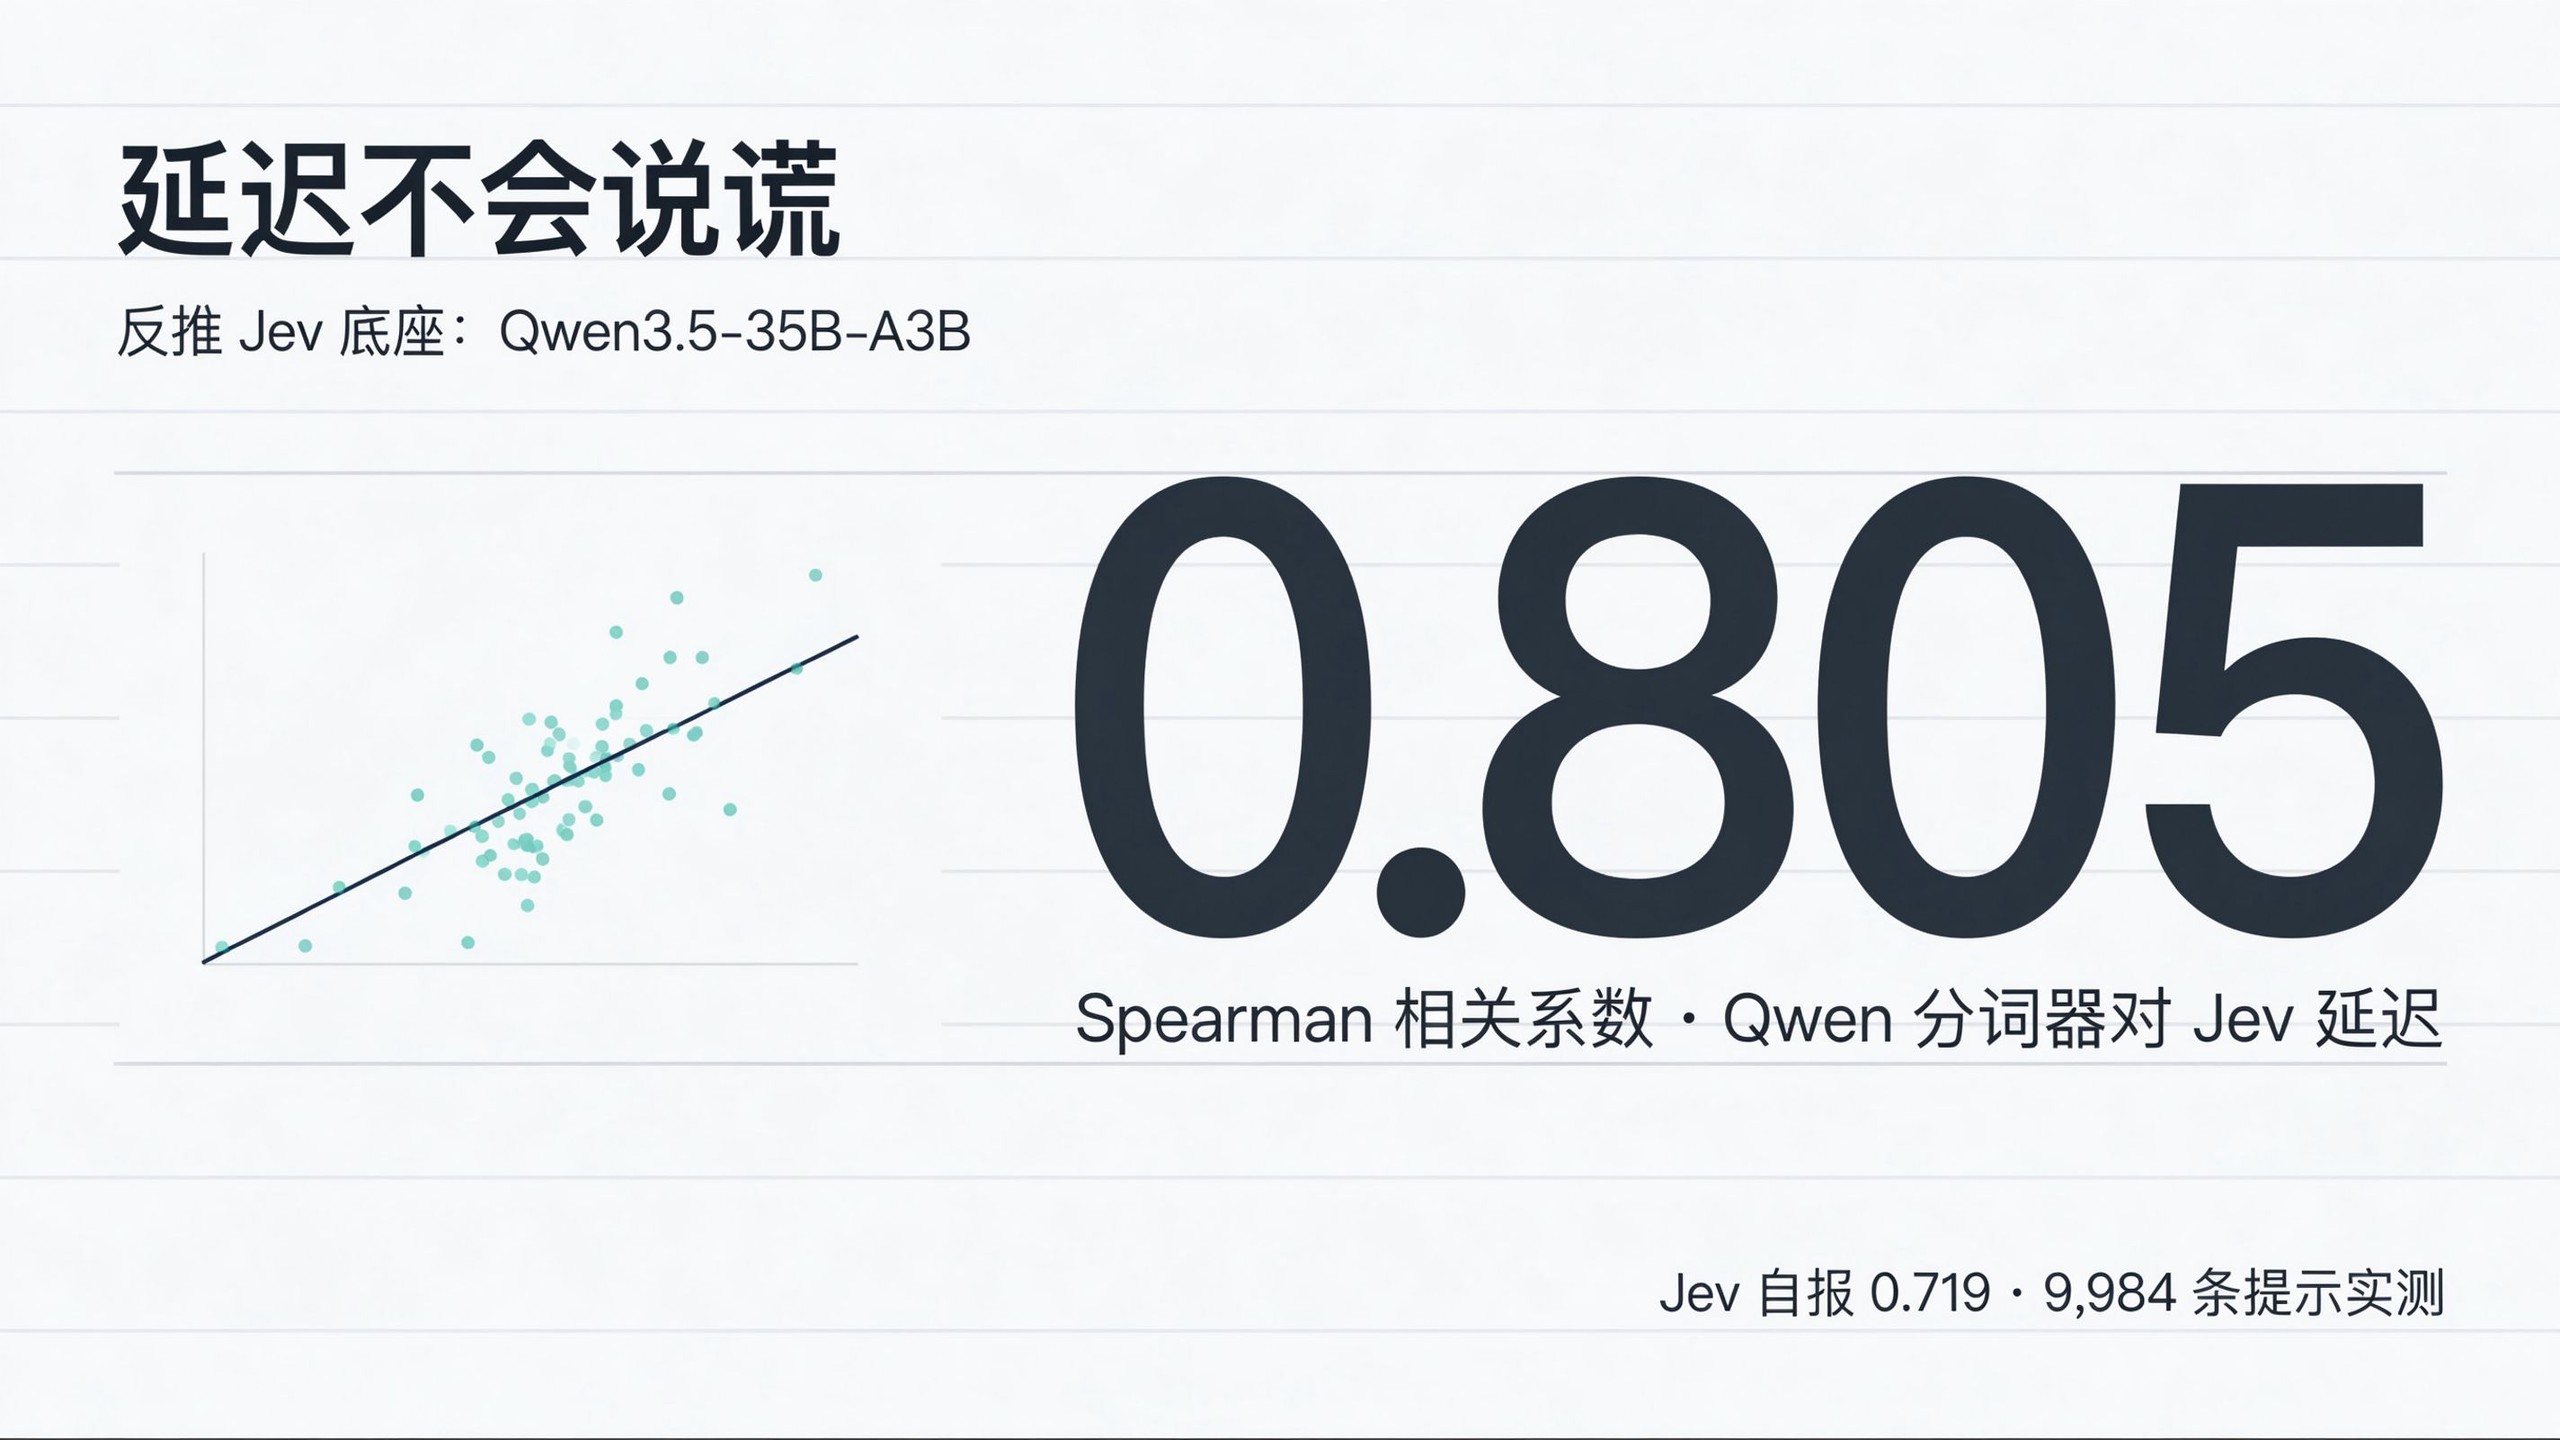 延迟不会说谎
反推 Jev 底座：Qwen3.5-35B-A3B
0.805
Spearman 相关系数 · Qwen 分词器对 Jev 延迟
Jev 自报 0.719 · 9,984 条提示实测